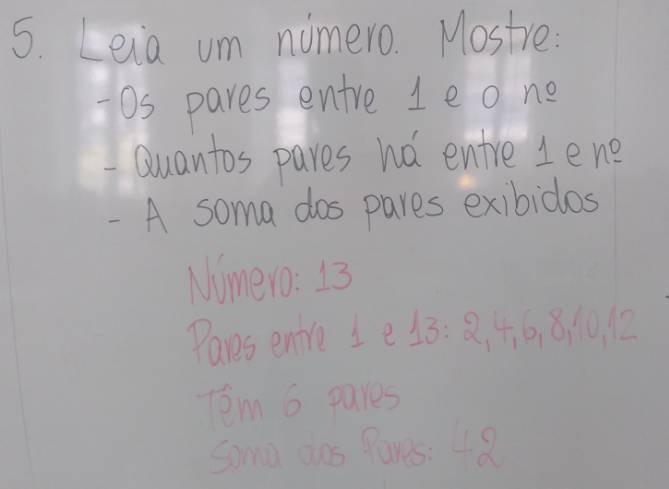 5. Leia um número. Mostre:
- Os pares entre 1 e o nº
- Quantos pares há entre 1 e nº
- A soma dos pares exibidos
Número: 13
Pares entre 1 e 13: 2, 4, 6, 8, 10, 12
Têm 6 pares
Soma dos Pares: 42